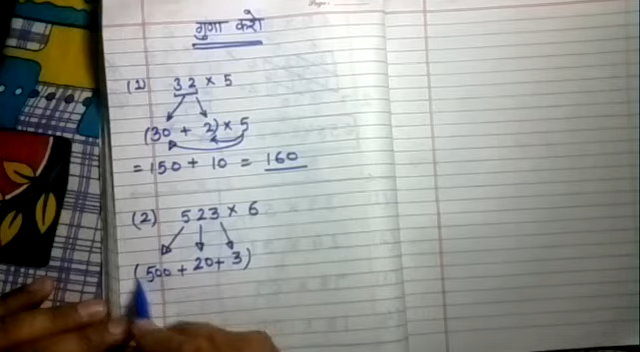 गुणा करो
(1) 32 × 5
(30 + 2) × 5
= 150 + 10 = 160
(2) 523 × 6
(500 + 20 + 3)